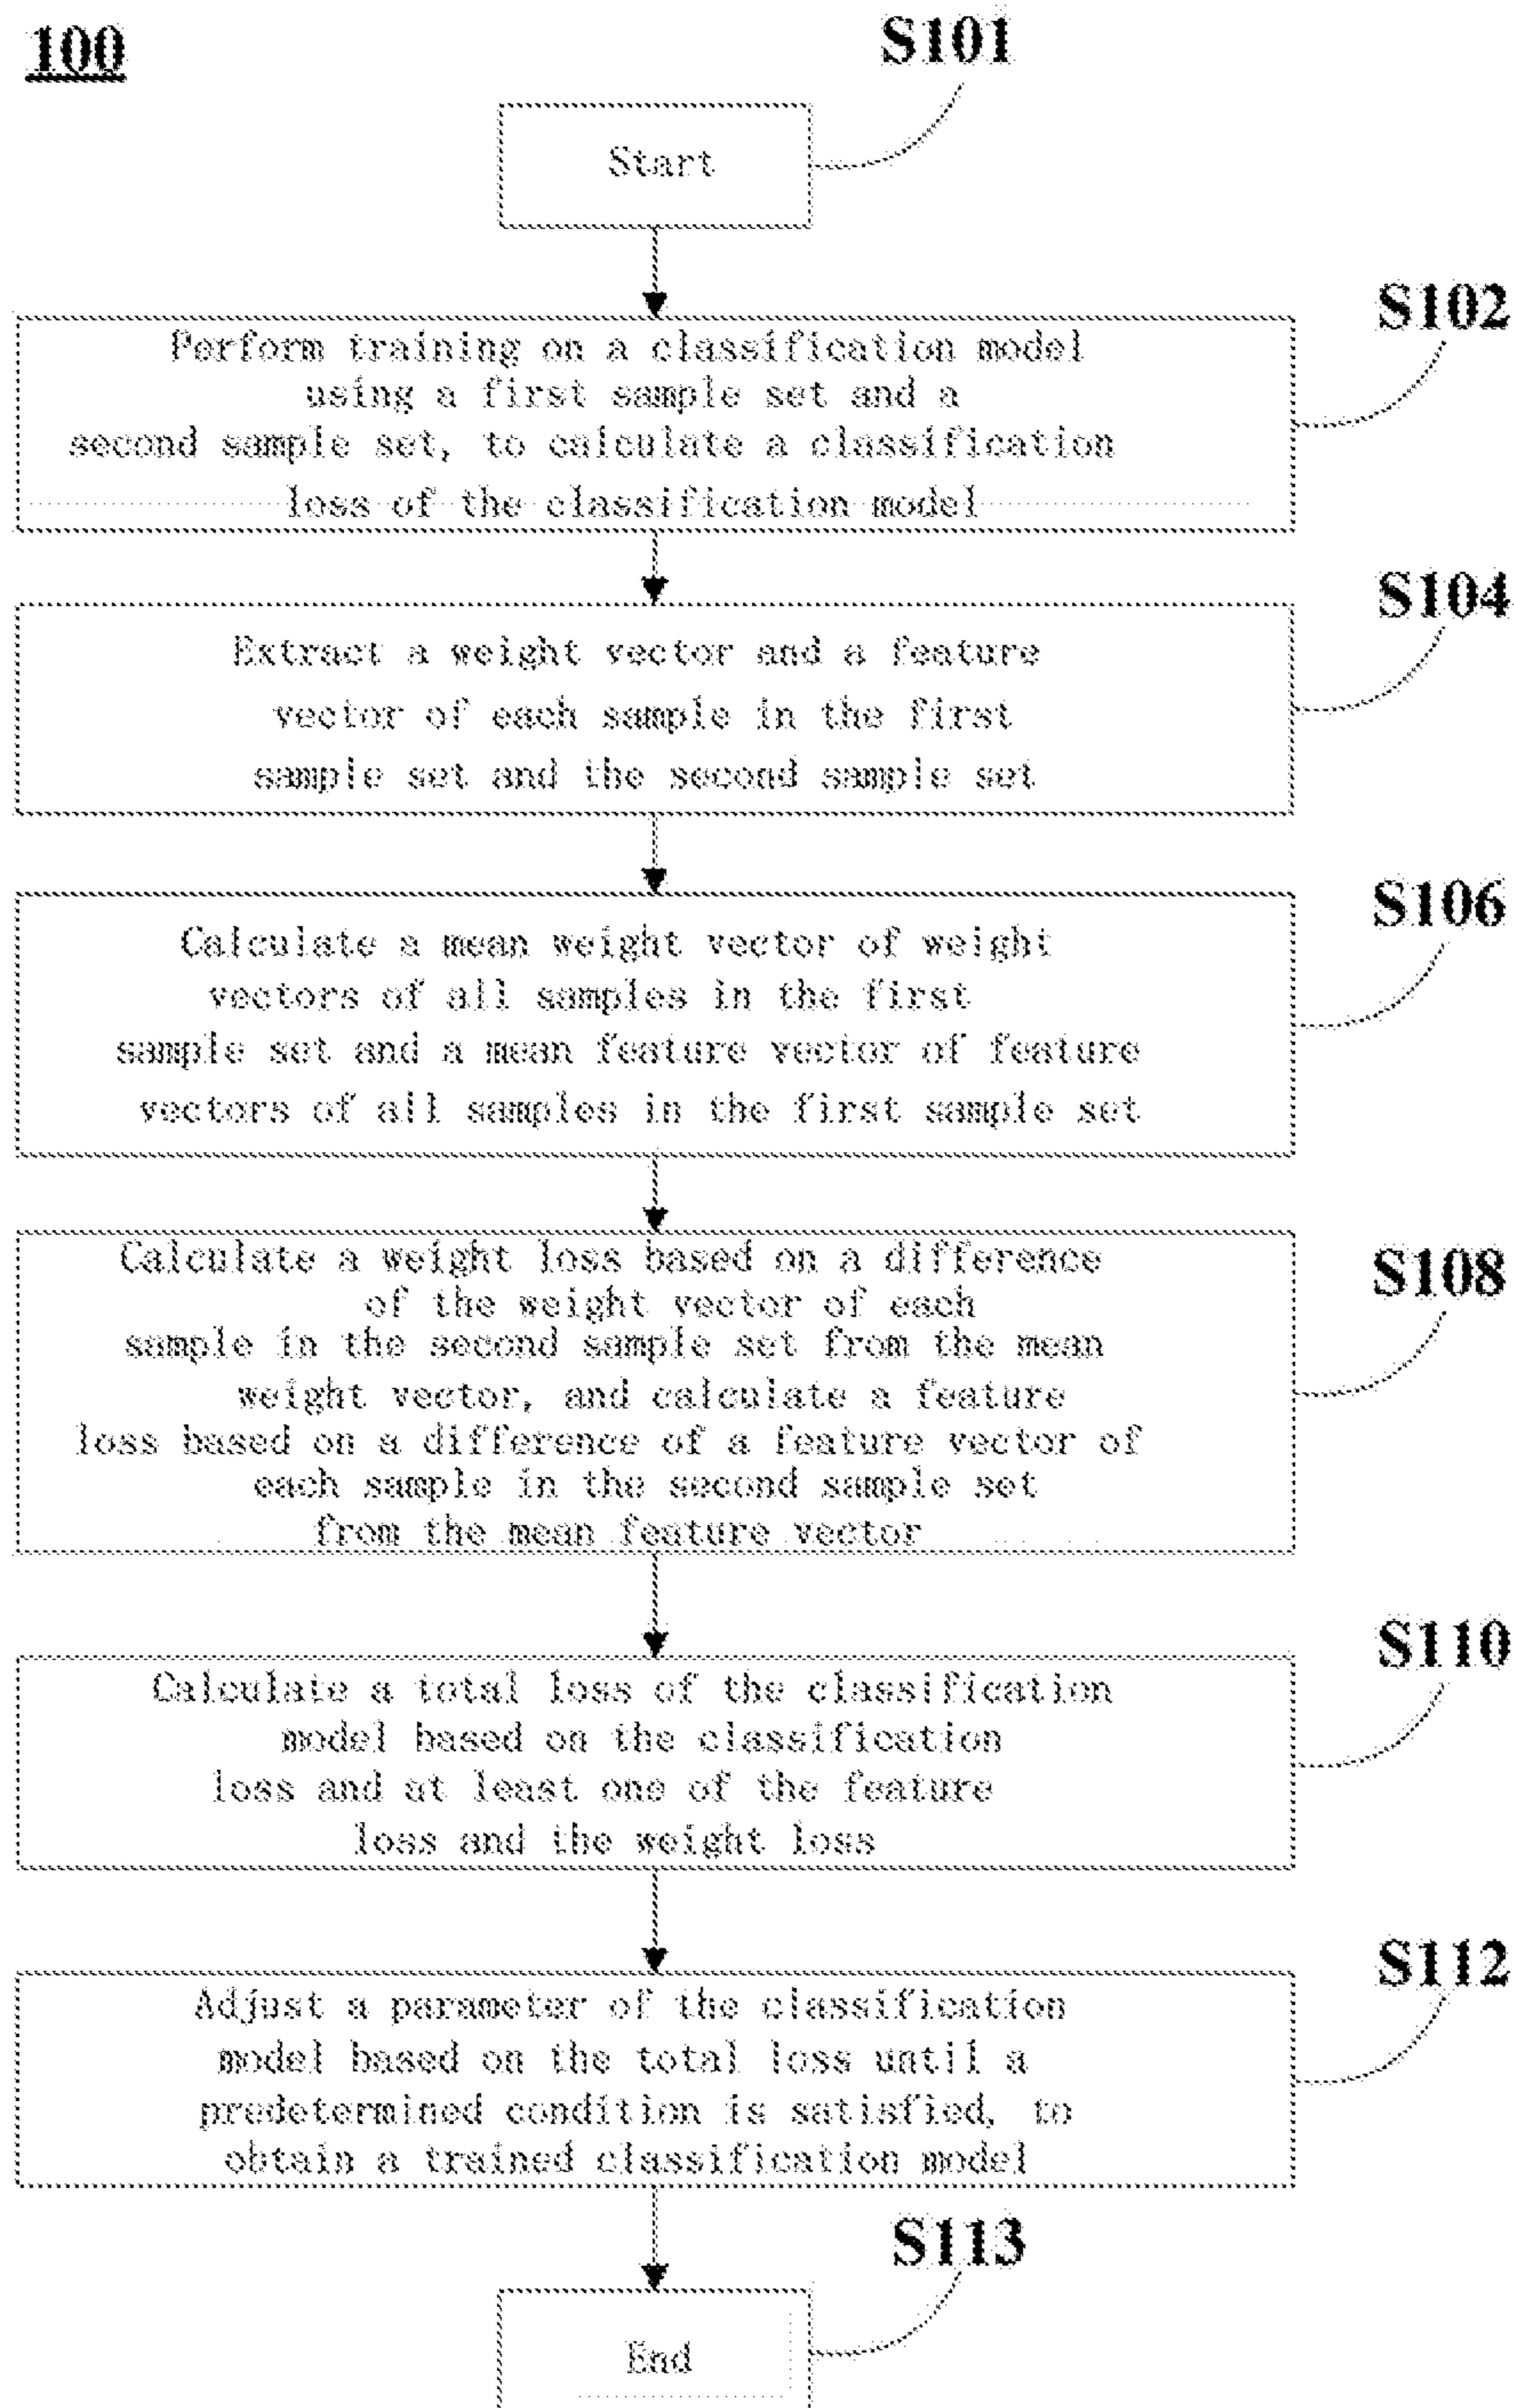 100
S101
Start
S102
Perform training on a classification model
using a first sample set and a
second sample set, to calculate a classification
loss of the classification model
S104
Extract a weight vector and a feature
vector of each sample in the first
sample set and the second sample set
S106
Calculate a mean weight vector of weight
vectors of all samples in the first
sample set and a mean feature vector of feature
vectors of all samples in the first sample set
S108
Calculate a weight loss based on a difference
of the weight vector of each
sample in the second sample set from the mean
weight vector, and calculate a feature
loss based on a difference of a feature vector of
each sample in the second sample set
from the mean feature vector
S110
Calculate a total loss of the classification
model based on the classification
loss and at least one of the feature
loss and the weight loss
S112
Adjust a parameter of the classification
model based on the total loss until a
predetermined condition is satisfied, to
obtain a trained classification model
S113
End